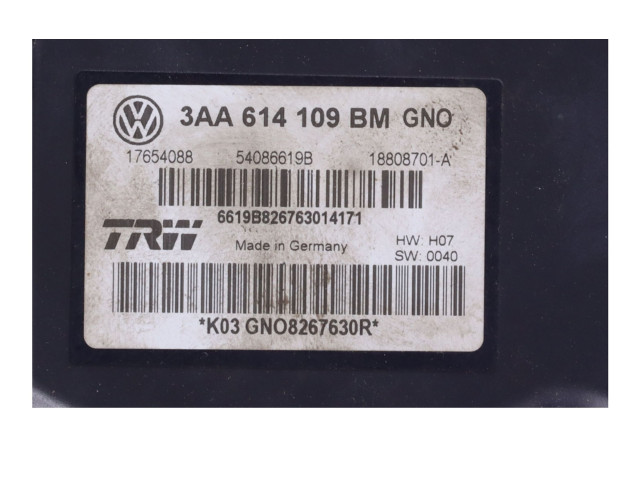 3AA 614 109 BM GNO
17654088 54086619B 18808701-A
6619B826763014171
TRW Made in Germany HW: H07
SW: 0040
*K03 GNO8267630R*